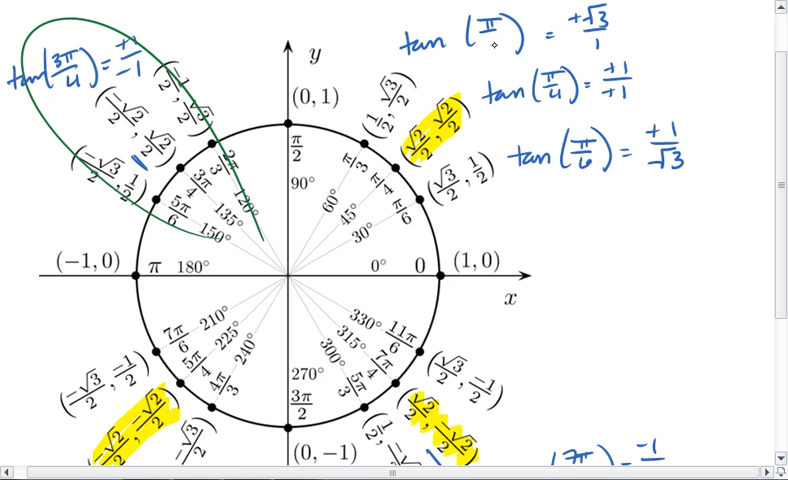 tan(π/ ) = +√3/1
tan(3π/4) = +1/-1
tan(π/4) = +1/+1
tan(π/6) = +1/√3
y
(0, 1)
(-1/2, √3/2)
(1/2, √3/2)
(-√2/2, √2/2)
(√2/2, √2/2)
(-√3/2, 1/2)
(√3/2, 1/2)
π/2
90°
2π/3
120°
π/3
60°
3π/4
135°
π/4
45°
5π/6
150°
π/6
30°
(-1, 0)
π
180°
0°
0
(1, 0)
x
7π/6
210°
330°
11π/6
5π/4
225°
315°
7π/4
4π/3
240°
300°
5π/3
270°
3π/2
(-√3/2, -1/2)
(√3/2, -1/2)
(-√2/2, -√2/2)
(√2/2, -√2/2)
-√3/2)
(1/2, -
(0, -1)
(7π ) = -1